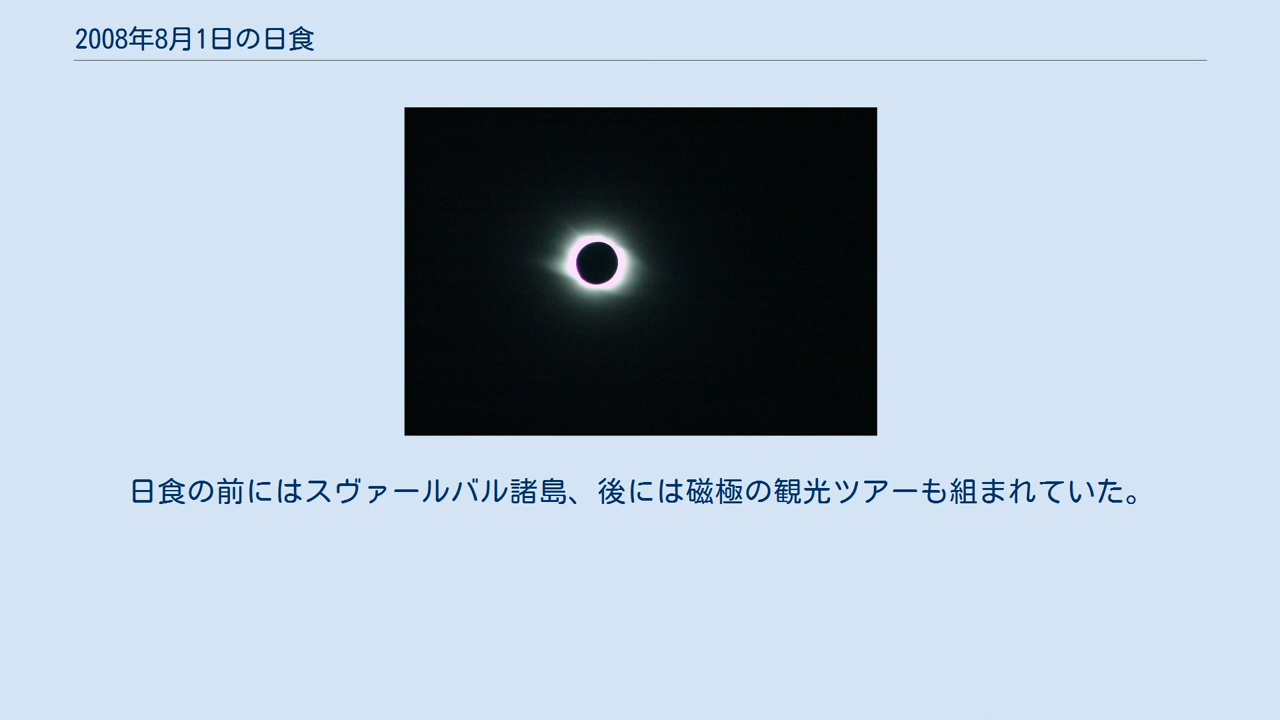 2008年8月1日の日食
日食の前にはスヴァールバル諸島、後には磁極の観光ツアーも組まれていた。